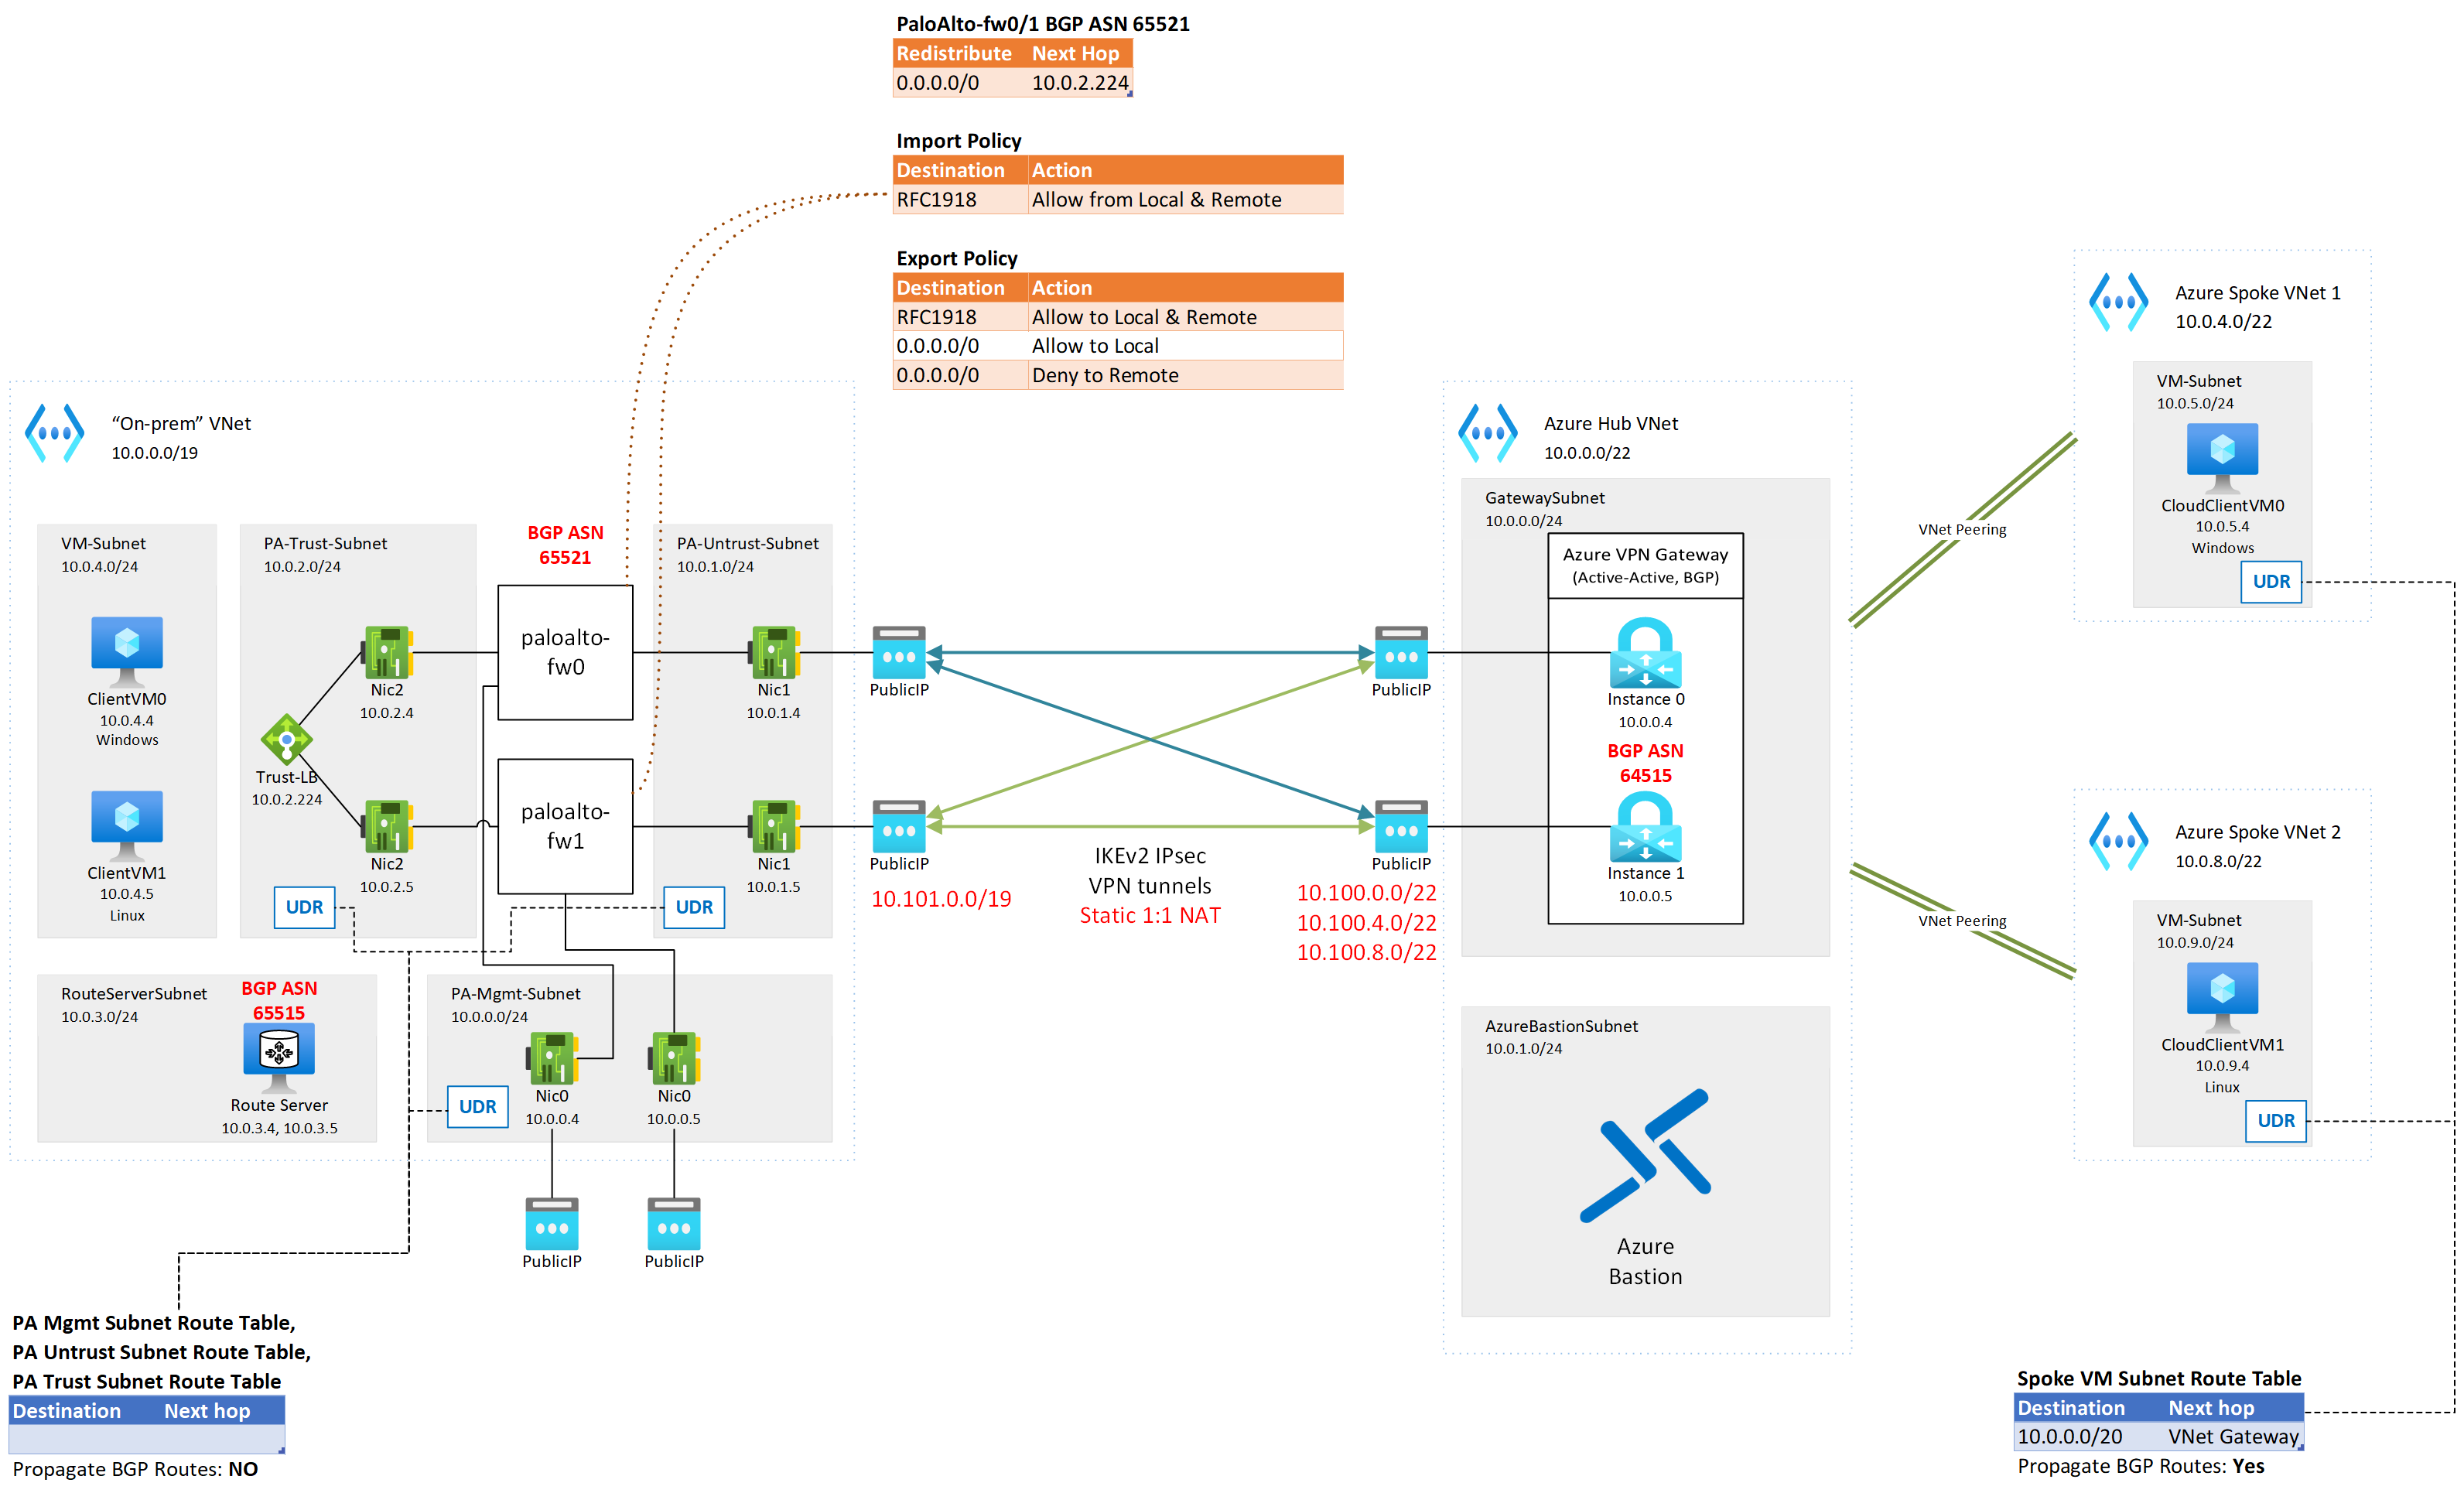 PaloAlto-fw0/1 BGP ASN 65521
Redistribute Next Hop
0.0.0.0/0 10.0.2.224
Import Policy
Destination Action
RFC1918 Allow from Local & Remote
Export Policy
Destination Action
RFC1918 Allow to Local & Remote
0.0.0.0/0 Allow to Local
0.0.0.0/0 Deny to Remote
“On-prem” VNet
10.0.0.0/19
VM-Subnet
10.0.4.0/24
ClientVM0
10.0.4.4
Windows
ClientVM1
10.0.4.5
Linux
PA-Trust-Subnet
10.0.2.0/24
Nic2
10.0.2.4
Trust-LB
10.0.2.224
Nic2
10.0.2.5
UDR
BGP ASN
65521
paloalto-
fw0
paloalto-
fw1
PA-Untrust-Subnet
10.0.1.0/24
Nic1
10.0.1.4
Nic1
10.0.1.5
UDR
RouteServerSubnet
10.0.3.0/24
BGP ASN
65515
Route Server
10.0.3.4, 10.0.3.5
PA-Mgmt-Subnet
10.0.0.0/24
UDR
Nic0
10.0.0.4
Nic0
10.0.0.5
PublicIP
PublicIP
PublicIP
PublicIP
10.101.0.0/19
IKEv2 IPsec
VPN tunnels
Static 1:1 NAT
PublicIP
PublicIP
10.100.0.0/22
10.100.4.0/22
10.100.8.0/22
Azure Hub VNet
10.0.0.0/22
GatewaySubnet
10.0.0.0/24
Azure VPN Gateway
(Active-Active, BGP)
Instance 0
10.0.0.4
BGP ASN
64515
Instance 1
10.0.0.5
AzureBastionSubnet
10.0.1.0/24
Azure
Bastion
VNet Peering
VNet Peering
Azure Spoke VNet 1
10.0.4.0/22
VM-Subnet
10.0.5.0/24
CloudClientVM0
10.0.5.4
Windows
UDR
Azure Spoke VNet 2
10.0.8.0/22
VM-Subnet
10.0.9.0/24
CloudClientVM1
10.0.9.4
Linux
UDR
PA Mgmt Subnet Route Table,
PA Untrust Subnet Route Table,
PA Trust Subnet Route Table
Destination Next hop
Propagate BGP Routes: NO
Spoke VM Subnet Route Table
Destination Next hop
10.0.0.0/20 VNet Gateway
Propagate BGP Routes: Yes